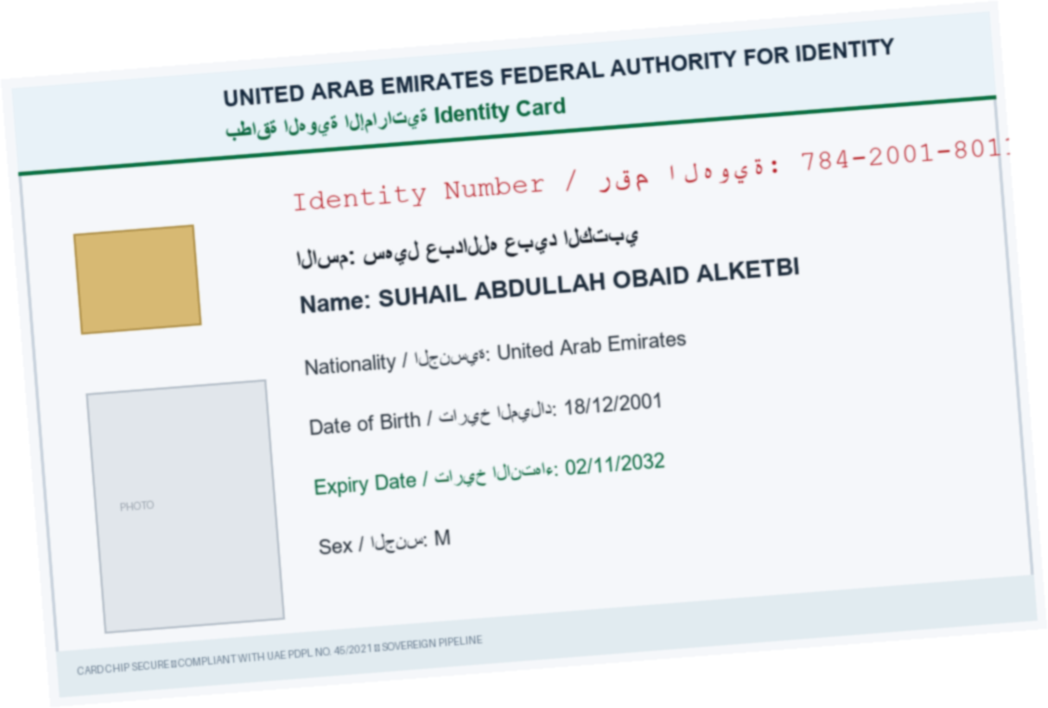 UNITED ARAB EMIRATES FEDERAL AUTHORITY FOR IDENTITY
بطاقة الهوية الإماراتية Identity Card
Identity Number / رقم الهوية: 784-2001-801
الاسم: سهيل عبدالله عبيد الكتبي
Name: SUHAIL ABDULLAH OBAID ALKETBI
Nationality / الجنسية: United Arab Emirates
Date of Birth / تاريخ الميلاد: 18/12/2001
Expiry Date / تاريخ الانتهاء: 02/11/2032
Sex / الجنس: M
PHOTO
CARD CHIP SECURE COMPLIANT WITH UAE PDPL NO. 45/2021 SOVEREIGN PIPELINE